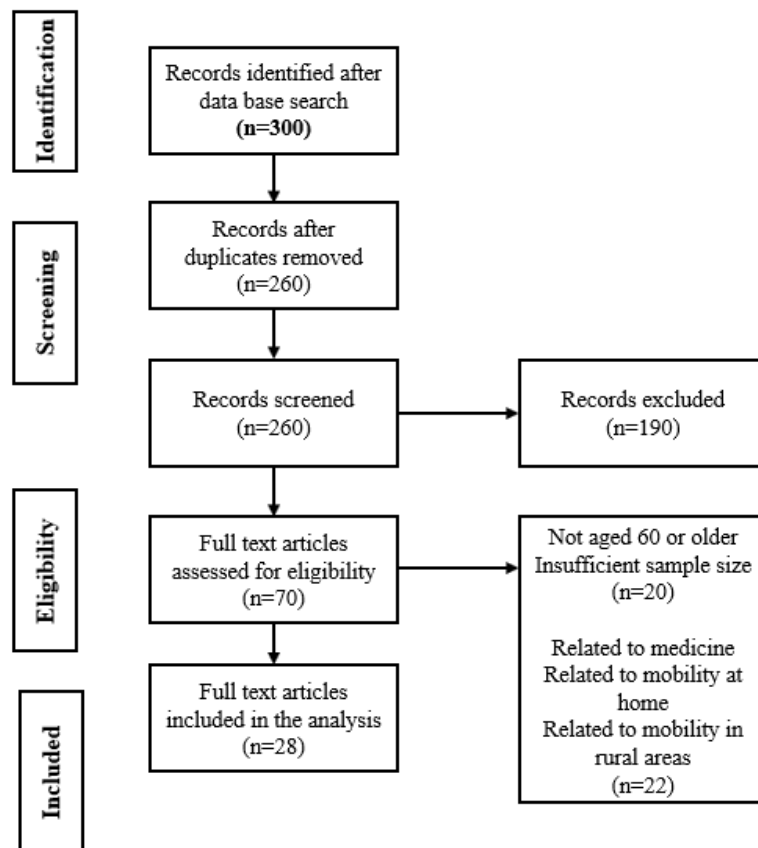 Identification
Records identified after
data base search
(n=300)
Screening
Records after
duplicates removed
(n=260)
Records screened
(n=260)
Records excluded
(n=190)
Eligibility
Full text articles
assessed for eligibility
(n=70)
Not aged 60 or older
Insufficient sample size
(n=20)
Related to medicine
Related to mobility at
home
Related to mobility in
rural areas
(n=22)
Included
Full text articles
included in the analysis
(n=28)